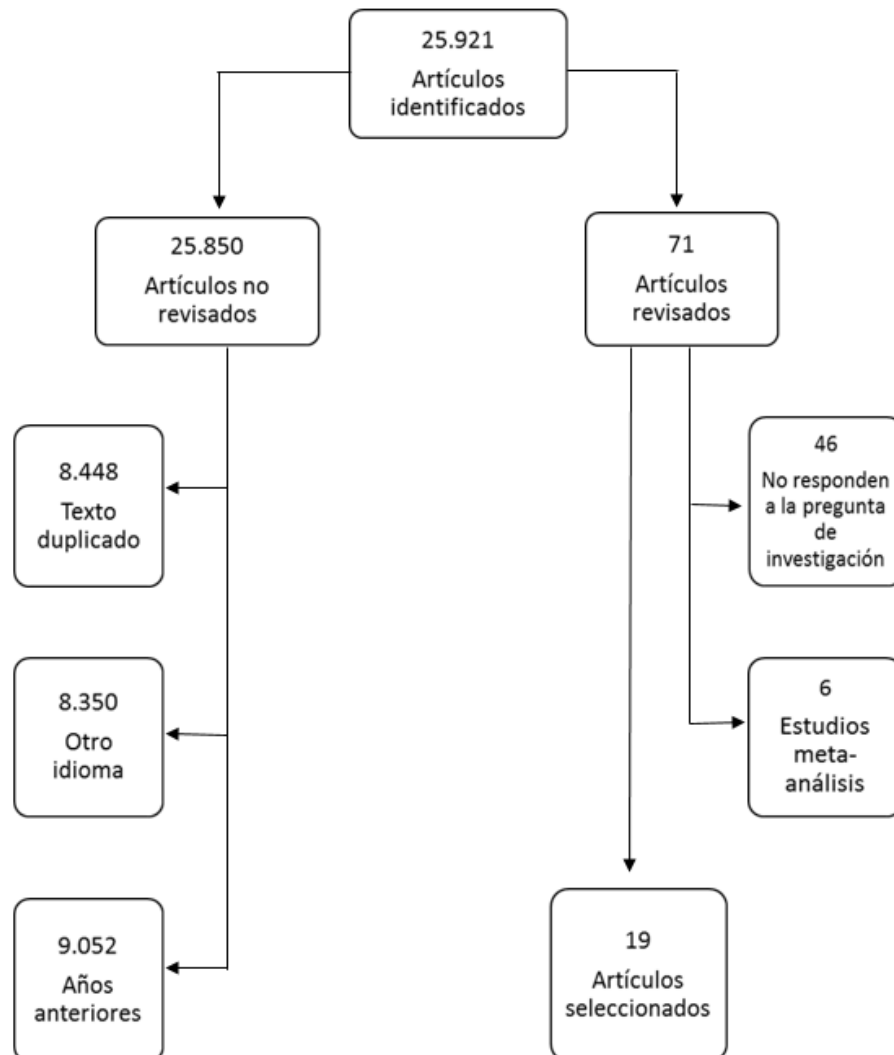 25.921
Artículos
identificados
25.850
Artículos no
revisados
71
Artículos
revisados
8.448
Texto
duplicado
46
No responden
a la pregunta
de
investigación
8.350
Otro
idioma
6
Estudios
meta-
análisis
9.052
Años
anteriores
19
Artículos
seleccionados